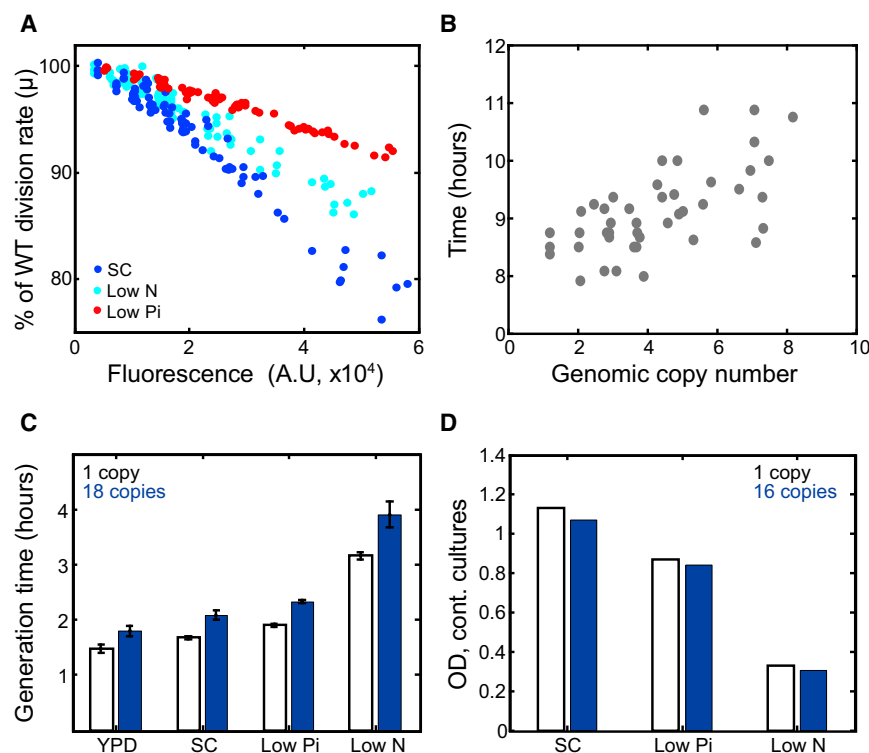 A
% of WT division rate (μ)
100
90
80
0
2
4
6
SC
Low N
Low Pi
Fluorescence (A.U, x10⁴)
B
Time (hours)
12
11
10
9
8
0
0
2
4
6
8
10
Genomic copy number
C
Generation time (hours)
1 copy
18 copies
4
3
2
1
YPD
SC
Low Pi
Low N
D
OD, cont. cultures
1 copy
16 copies
1.4
1.2
1
0.8
0.6
0.4
0.2
0
SC
Low Pi
Low N